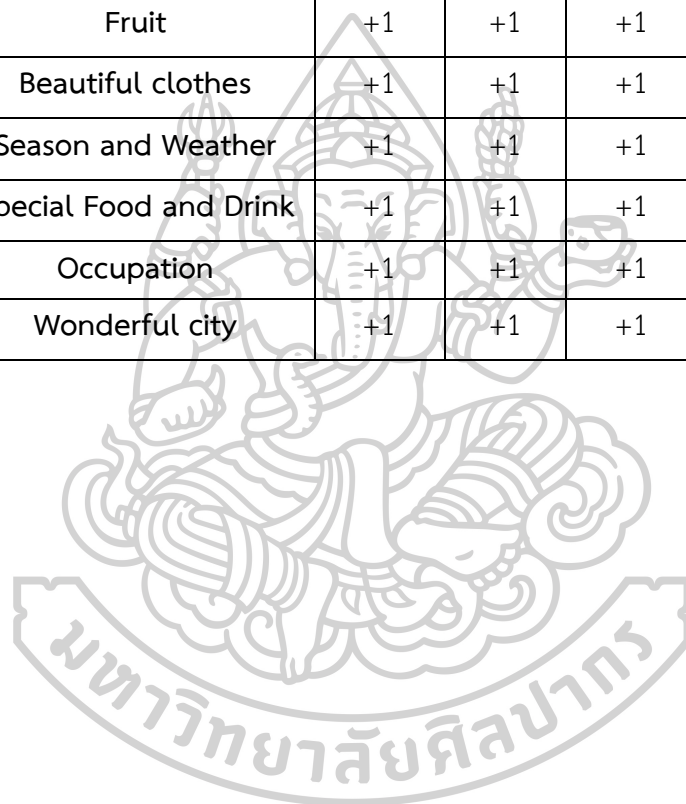 Fruit +1 +1 +1
Beautiful clothes +1 +1 +1
Season and Weather +1 +1 +1
pecial Food and Drink +1 +1 +1
Occupation +1 +1 +1
Wonderful city +1 +1 +1
มหาวิทยาลัยศิลปากร